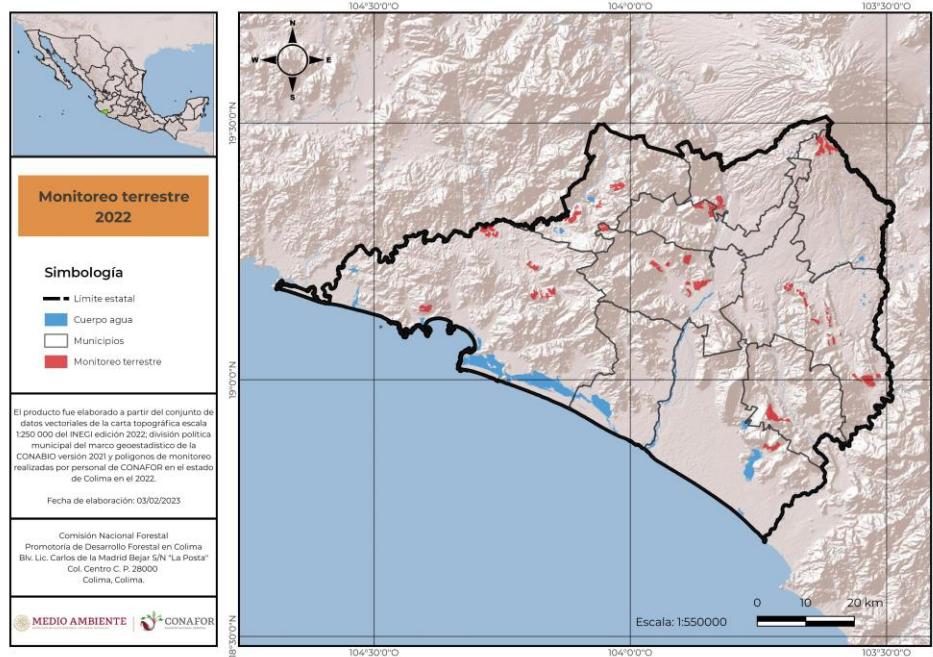 Monitoreo terrestre
2022
Simbología
Límite estatal
Cuerpo agua
Municipios
Monitoreo terrestre
El producto fue elaborado a partir del conjunto de
datos vectoriales de la carta topográfica escala
1:250 000 del INEGI edición 2022; división política
municipal del marco geoestadístico de la
CONABIO versión 2021 y poligonos de monitoreo
realizadas por personal de CONAFOR en el estado
de Colima en el 2022.
Fecha de elaboración: 03/02/2023
Comisión Nacional Forestal
Promotoría de Desarrollo Forestal en Colima
Blv. Lic. Carlos de la Madrid Bejar S/N "La Posta"
Col. Centro C. P. 28000
Colima, Colima.
MEDIO AMBIENTE
CONAFOR
104°30'0"O 104°0'0"O 103°30'0"O
N
W E
S
19°30'0"N
19°0'0"N
18°30'0"N
0 10 20 km
Escala: 1:550000
104°30'0"O 104°0'0"O 103°30'0"O